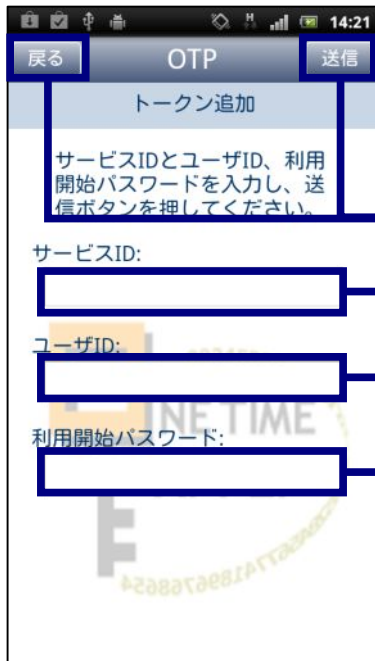 14:21
戻る
OTP
送信
トークン追加
サービスIDとユーザID、利用
開始パスワードを入力し、送
信ボタンを押してください。
サービスID:
ユーザID:
NE TIME
利用開始パスワード: